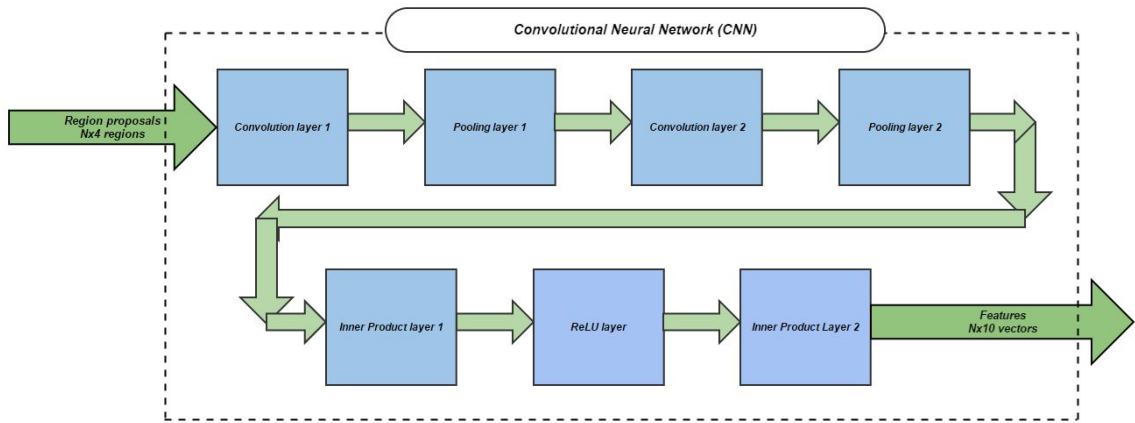 Convolutional Neural Network (CNN)
Region proposals
Nx4 regions
Convolution layer 1
Pooling layer 1
Convolution layer 2
Pooling layer 2
Inner Product layer 1
ReLU layer
Inner Product Layer 2
Features
Nx10 vectors